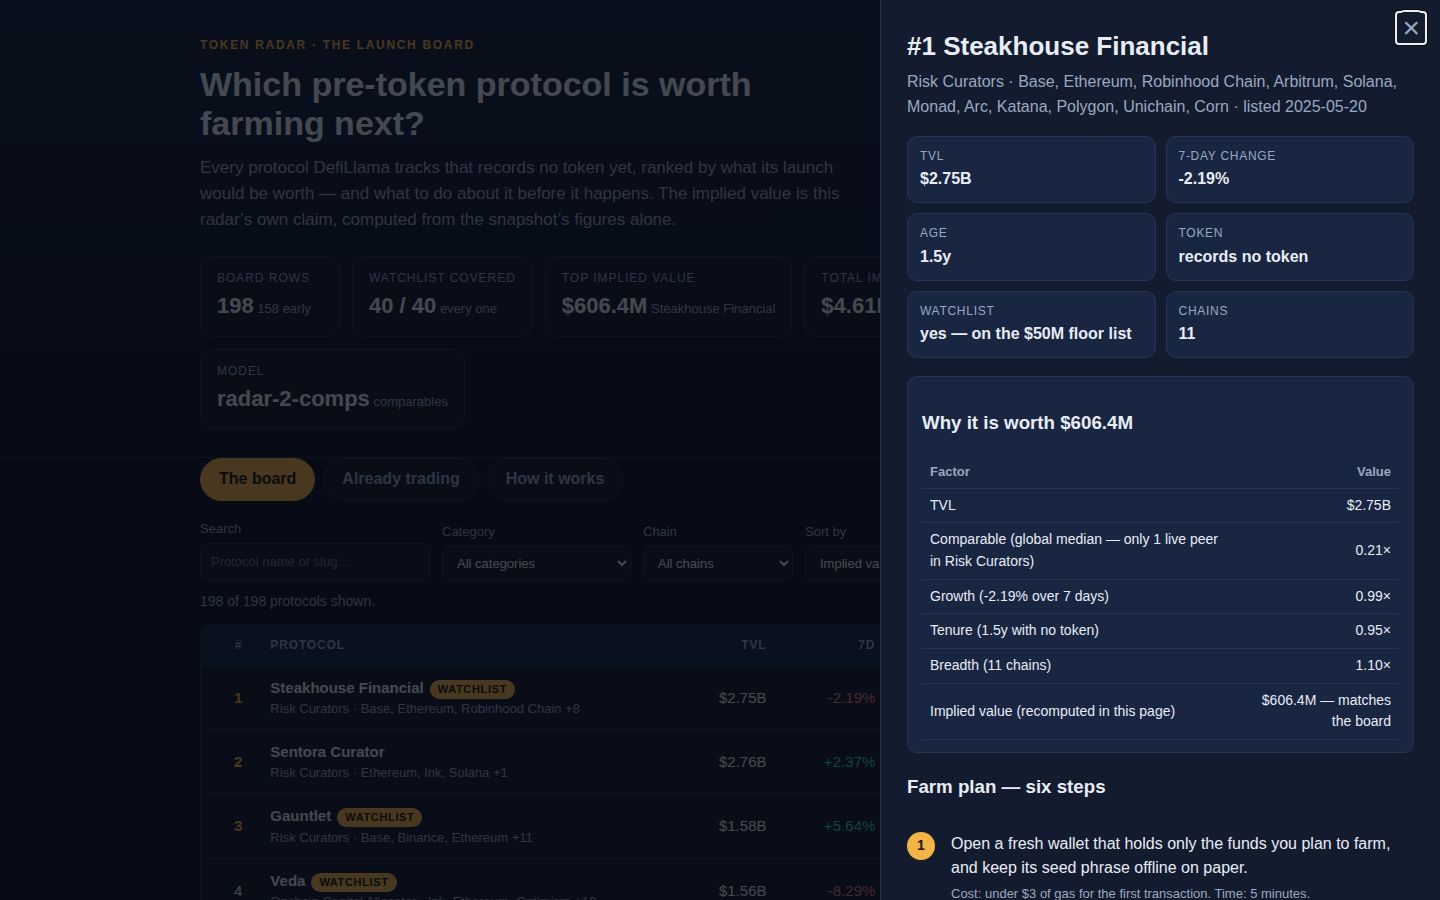 TOKEN RADAR · THE LAUNCH BOARD
Which pre-token protocol is worth
farming next?
Every protocol DefiLlama tracks that records no token yet, ranked by what its launch
would be worth — and what to do about it before it happens. The implied value is this
radar’s own claim, computed from the snapshot’s figures alone.
BOARD ROWS
198 158 early
WATCHLIST COVERED
40 / 40 every one
TOP IMPLIED VALUE
$606.4M Steakhouse Financial
TOTAL IM
$4.61
MODEL
radar-2-comps comparables
The board
Already trading
How it works
Search
Protocol name or slug…
Category
All categories
Chain
All chains
Sort by
Implied va
198 of 198 protocols shown.
# PROTOCOL TVL 7D
1 Steakhouse Financial WATCHLIST $2.75B -2.19%
Risk Curators · Base, Ethereum, Robinhood Chain +8
2 Sentora Curator $2.76B +2.37%
Risk Curators · Ethereum, Ink, Solana +1
3 Gauntlet WATCHLIST $1.58B +5.64%
Risk Curators · Base, Binance, Ethereum +11
4 Veda WATCHLIST $1.56B -8.29%
#1 Steakhouse Financial
Risk Curators · Base, Ethereum, Robinhood Chain, Arbitrum, Solana,
Monad, Arc, Katana, Polygon, Unichain, Corn · listed 2025-05-20
TVL
$2.75B
7-DAY CHANGE
-2.19%
AGE
1.5y
TOKEN
records no token
WATCHLIST
yes — on the $50M floor list
CHAINS
11
Why it is worth $606.4M
Factor Value
TVL $2.75B
Comparable (global median — only 1 live peer
in Risk Curators) 0.21×
Growth (-2.19% over 7 days) 0.99×
Tenure (1.5y with no token) 0.95×
Breadth (11 chains) 1.10×
Implied value (recomputed in this page) $606.4M — matches
the board
Farm plan — six steps
1 Open a fresh wallet that holds only the funds you plan to farm,
and keep its seed phrase offline on paper.
Cost: under $3 of gas for the first transaction. Time: 5 minutes.